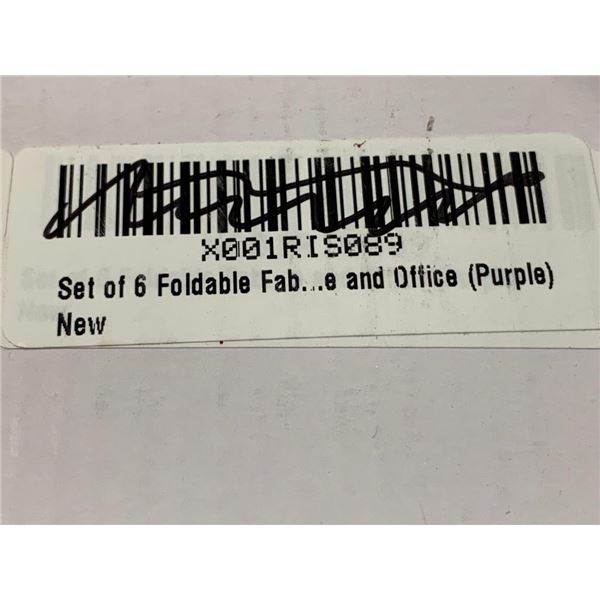 X001RIS089
Set of 6 Foldable Fab...e and Office (Purple)
New